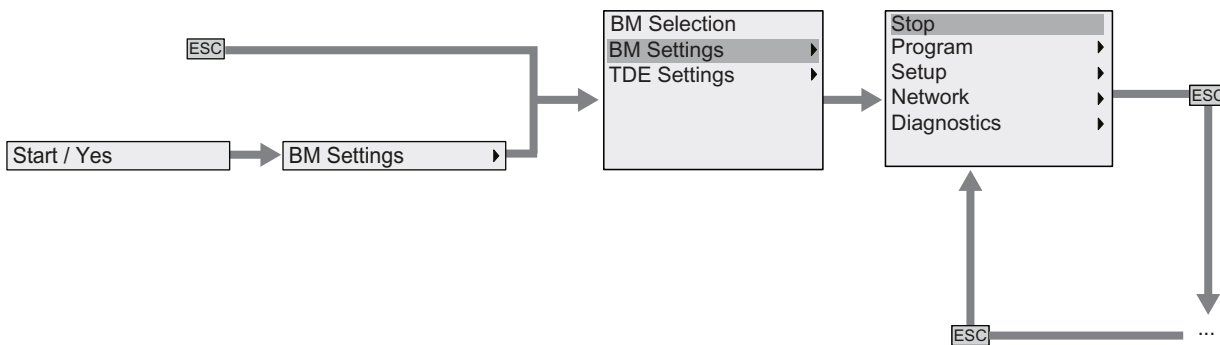 ESC
Start / Yes
BM Settings
BM Selection
BM Settings
TDE Settings
Stop
Program
Setup
Network
Diagnostics
ESC
...
ESC